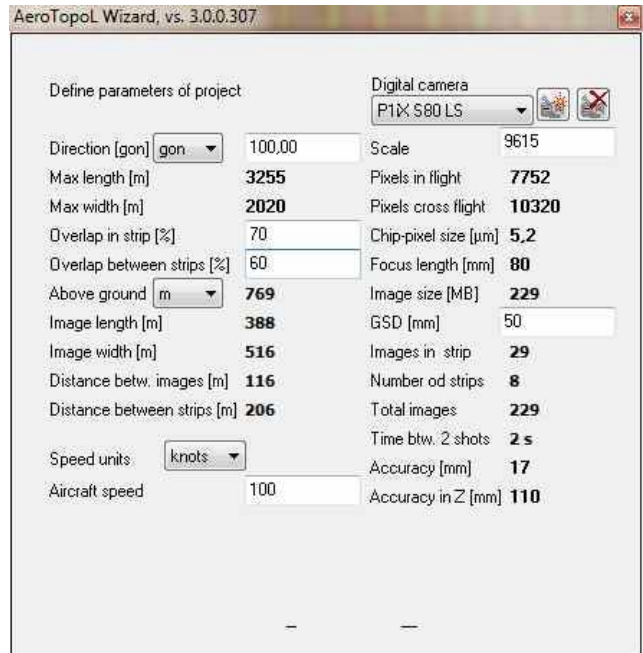 AeroTopoL Wizard, vs. 3.0.0.307
Define parameters of project
Direction [gon] gon 100,00
Max length [m] 3255
Max width [m] 2020
Overlap in strip [%] 70
Overlap between strips [%] 60
Above ground m 769
Image length [m] 388
Image width [m] 516
Distance betw. images [m] 116
Distance between strips [m] 206
Speed units knots
Aircraft speed 100
Digital camera
P1iX S80 LS
Scale 9615
Pixels in flight 7752
Pixels cross flight 10320
Chip-pixel size [µm] 5,2
Focus length [mm] 80
Image size [MB] 229
GSD [mm] 50
Images in strip 29
Number od strips 8
Total images 229
Time btw. 2 shots 2 s
Accuracy [mm] 17
Accuracy in Z [mm] 110